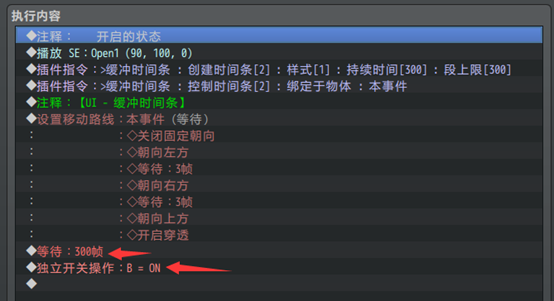 执行内容
◆注释： 开启的状态
◆播放 SE：Open1 (90, 100, 0)
◆插件指令：>缓冲时间条 : 创建时间条[2] : 样式[1] : 持续时间[300] : 段上限[300]
◆插件指令：>缓冲时间条 : 控制时间条[2] : 绑定于物体 : 本事件
◆注释：【UI - 缓冲时间条】
◆设置移动路线：本事件 (等待)
： ：◇关闭固定朝向
： ：◇朝向左方
： ：◇等待：3帧
： ：◇朝向右方
： ：◇等待：3帧
： ：◇朝向上方
： ：◇开启穿透
◆等待：300帧
◆独立开关操作：B = ON
◆